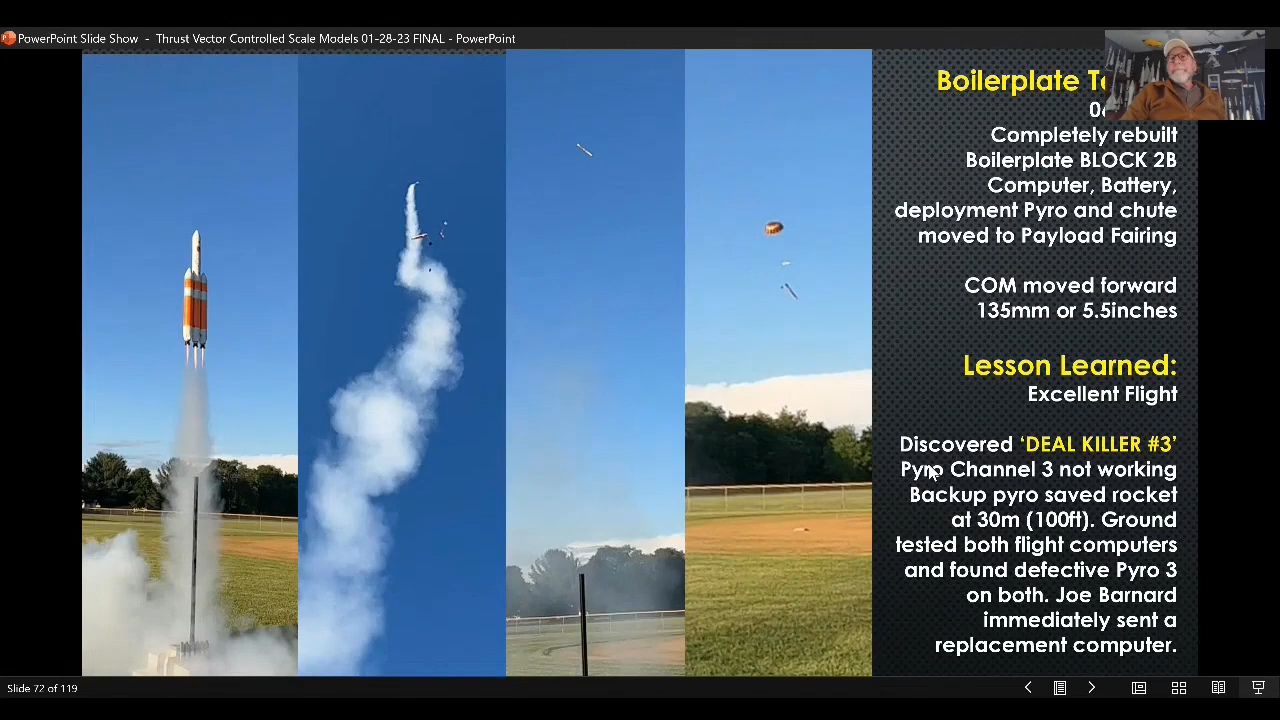 PowerPoint Slide Show - Thrust Vector Controlled Scale Models 01-28-23 FINAL - PowerPoint
Boilerplate
Completely rebuilt
Boilerplate BLOCK 2B
Computer, Battery,
deployment Pyro and chute
moved to Payload Fairing
COM moved forward
135mm or 5.5inches
Lesson Learned:
Excellent Flight
Discovered ‘DEAL KILLER #3’
Pyro Channel 3 not working
Backup pyro saved rocket
at 30m (100ft). Ground
tested both flight computers
and found defective Pyro 3
on both. Joe Barnard
immediately sent a
replacement computer.
Slide 72 of 119